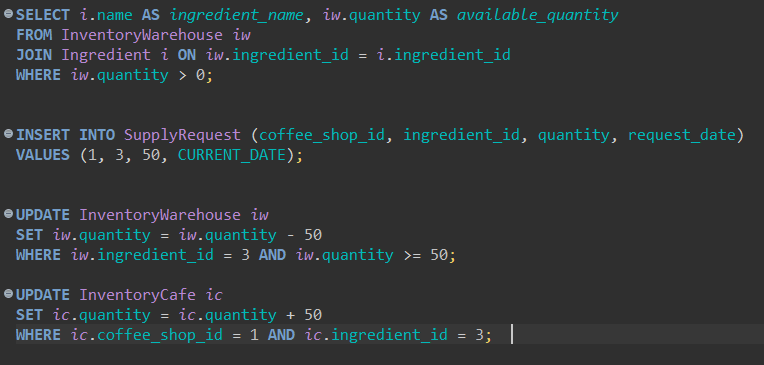 SELECT i.name AS ingredient_name, iw.quantity AS available_quantity
FROM InventoryWarehouse iw
JOIN Ingredient i ON iw.ingredient_id = i.ingredient_id
WHERE iw.quantity > 0;
INSERT INTO SupplyRequest (coffee_shop_id, ingredient_id, quantity, request_date)
VALUES (1, 3, 50, CURRENT_DATE);
UPDATE InventoryWarehouse iw
SET iw.quantity = iw.quantity - 50
WHERE iw.ingredient_id = 3 AND iw.quantity >= 50;
UPDATE InventoryCafe ic
SET ic.quantity = ic.quantity + 50
WHERE ic.coffee_shop_id = 1 AND ic.ingredient_id = 3;